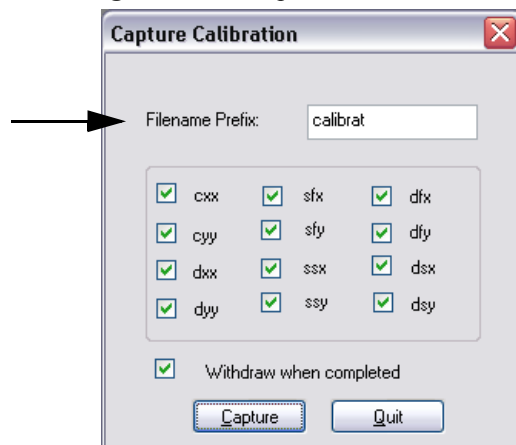 Capture Calibration
Filename Prefix: calibrat
cxx sfx dfx
cyy sfy dfy
dxx ssx dsx
dyy ssy dsy
Withdraw when completed
Capture Quit